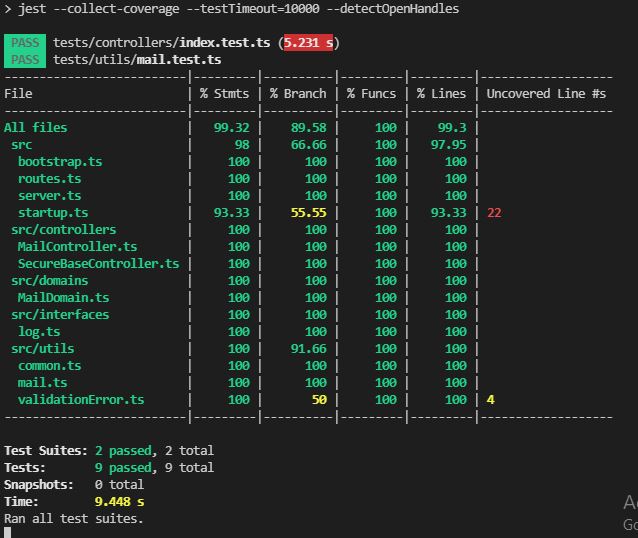 > jest --collect-coverage --testTimeout=10000 --detectOpenHandles
PASS tests/controllers/index.test.ts (5.231 s)
PASS tests/utils/mail.test.ts
--------------------------|---------|----------|---------|---------|-------------------
File | % Stmts | % Branch | % Funcs | % Lines | Uncovered Line #s
--------------------------|---------|----------|---------|---------|-------------------
All files | 99.32 | 89.58 | 100 | 99.3 |
src | 98 | 66.66 | 100 | 97.95 |
bootstrap.ts | 100 | 100 | 100 | 100 |
routes.ts | 100 | 100 | 100 | 100 |
server.ts | 100 | 100 | 100 | 100 |
startup.ts | 93.33 | 55.55 | 100 | 93.33 | 22
src/controllers | 100 | 100 | 100 | 100 |
MailController.ts | 100 | 100 | 100 | 100 |
SecureBaseController.ts | 100 | 100 | 100 | 100 |
src/domains | 100 | 100 | 100 | 100 |
MailDomain.ts | 100 | 100 | 100 | 100 |
src/interfaces | 100 | 100 | 100 | 100 |
log.ts | 100 | 100 | 100 | 100 |
src/utils | 100 | 91.66 | 100 | 100 |
common.ts | 100 | 100 | 100 | 100 |
mail.ts | 100 | 100 | 100 | 100 |
validationError.ts | 100 | 50 | 100 | 100 | 4
--------------------------|---------|----------|---------|---------|-------------------
Test Suites: 2 passed, 2 total
Tests: 9 passed, 9 total
Snapshots: 0 total
Time: 9.448 s
Ran all test suites.